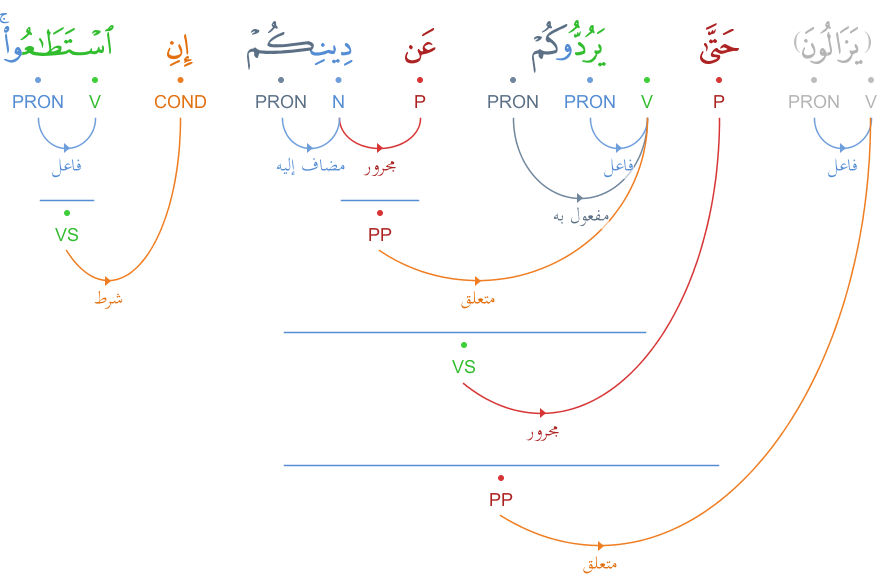 (يَزَالُونَ) حَتَّىٰ يَرُدُّوكُمْ عَن دِينِكُمْ إِنِ ٱسْتَطَـٰعُوا۟ ۚ
V PRON P V PRON PRON P N PRON COND V PRON
فاعل فاعل مجرور مضاف إليه فاعل
مفعول به
PP VS
متعلق شرط
VS
مجرور
PP
متعلق